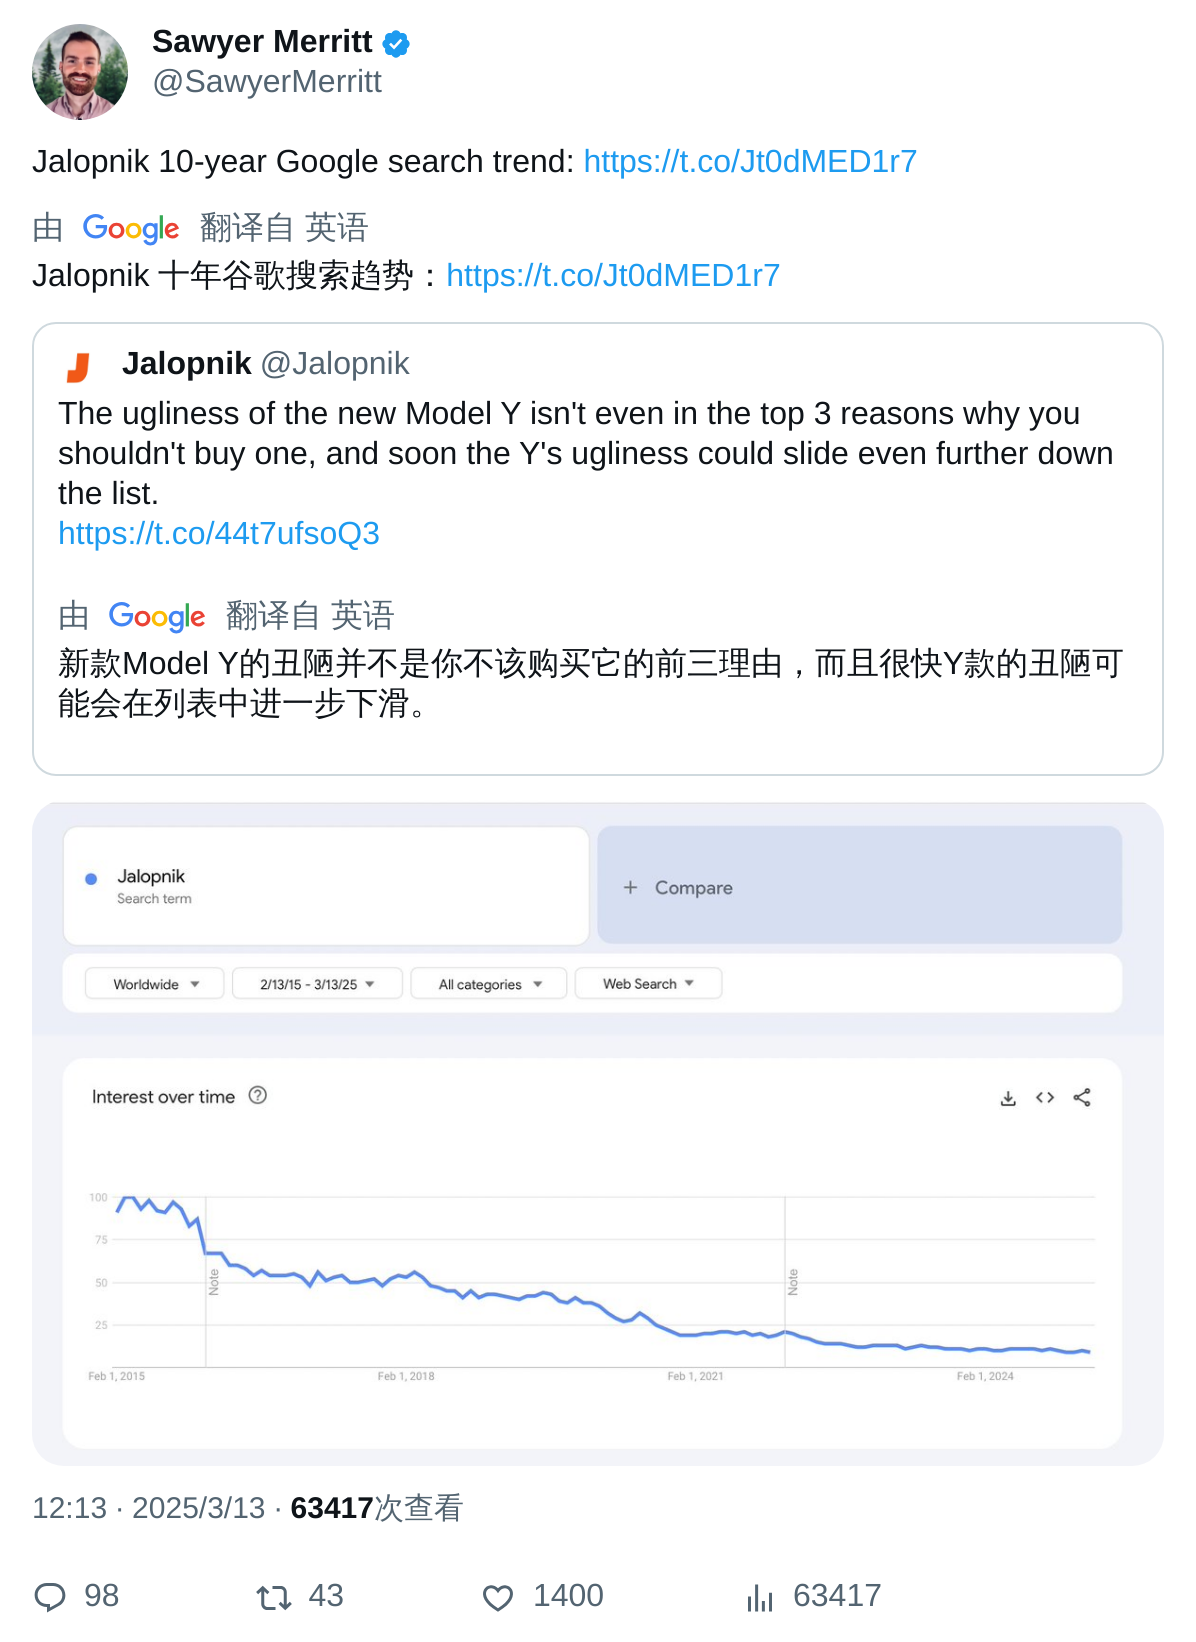 Sawyer Merritt
@SawyerMerritt
Jalopnik 10-year Google search trend: https://t.co/Jt0dMED1r7
由 Google 翻译自 英语
Jalopnik 十年谷歌搜索趋势：https://t.co/Jt0dMED1r7
Jalopnik @Jalopnik
The ugliness of the new Model Y isn't even in the top 3 reasons why you
shouldn't buy one, and soon the Y's ugliness could slide even further down
the list.
https://t.co/44t7ufsoQ3
由 Google 翻译自 英语
新款Model Y的丑陋并不是你不该购买它的前三理由，而且很快Y款的丑陋可
能会在列表中进一步下滑。
Jalopnik
Search term
+ Compare
Worldwide 2/13/15 - 3/13/25 All categories Web Search
Interest over time
100
75
50
25
Note
Note
Feb 1, 2015 Feb 1, 2018 Feb 1, 2021 Feb 1, 2024
12:13 · 2025/3/13 · 63417次查看
98 43 1400 63417